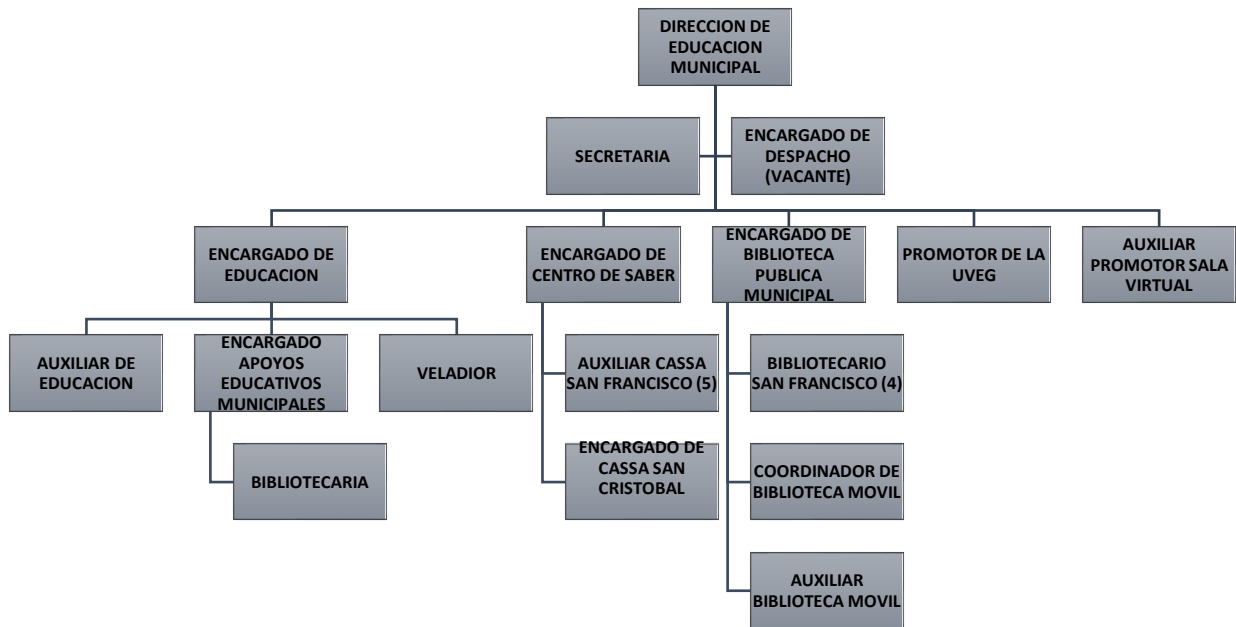 DIRECCION DE
EDUCACION
MUNICIPAL
SECRETARIA
ENCARGADO DE
DESPACHO
(VACANTE)
ENCARGADO DE
EDUCACION
ENCARGADO DE
CENTRO DE SABER
ENCARGADO DE
BIBLIOTECA
PUBLICA
MUNICIPAL
PROMOTOR DE LA
UVEG
AUXILIAR
PROMOTOR SALA
VIRTUAL
AUXILIAR DE
EDUCACION
ENCARGADO
APOYOS
EDUCATIVOS
MUNICIPALES
VELADIOR
AUXILIAR CASSA
SAN FRANCISCO (5)
BIBLIOTECARIO
SAN FRANCISCO (4)
BIBLIOTECARIA
ENCARGADO DE
CASSA SAN
CRISTOBAL
COORDINADOR DE
BIBLIOTECA MOVIL
AUXILIAR
BIBLIOTECA MOVIL